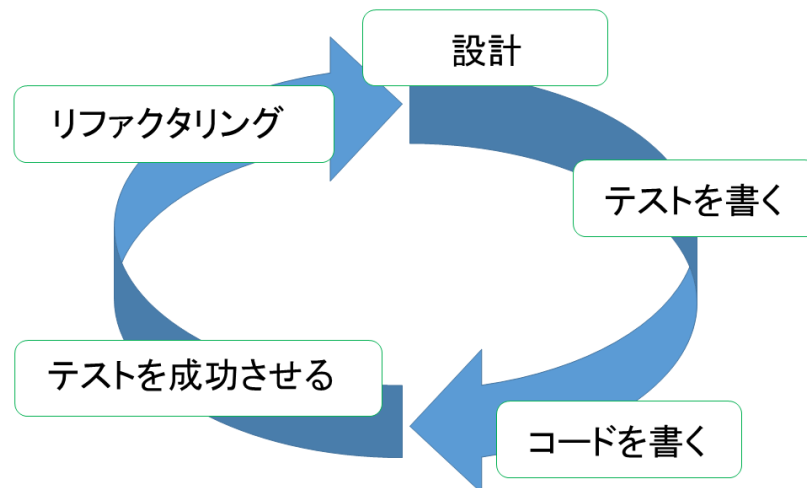 設計
テストを書く
コードを書く
テストを成功させる
リファクタリング